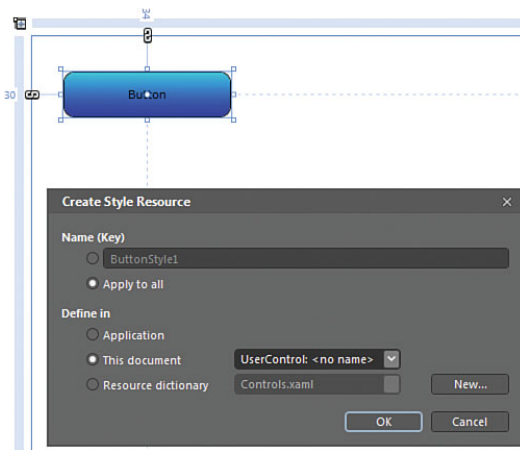 34
30
Button
Create Style Resource
Name (Key)
ButtonStyle1
Apply to all
Define in
Application
This document UserControl: <no name>
Resource dictionary Controls.xaml New...
OK Cancel